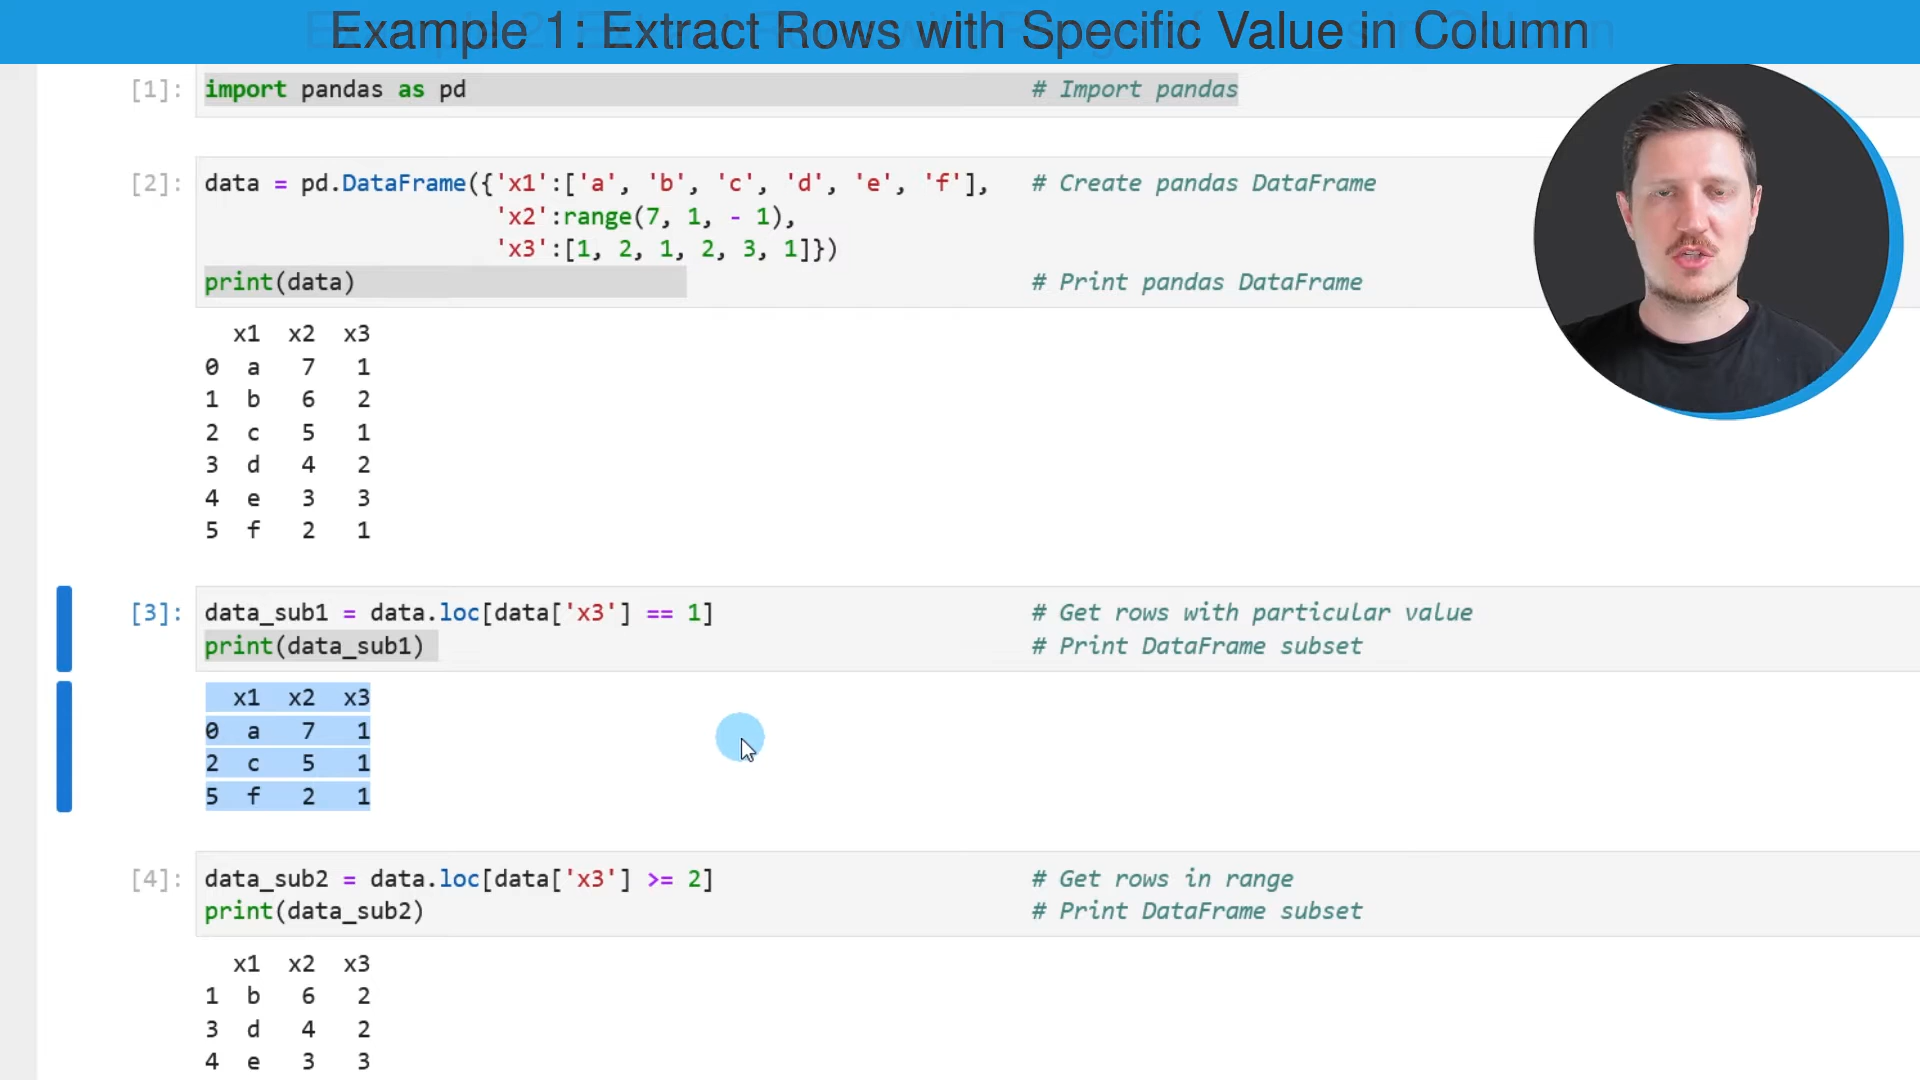 Example 1: Extract Rows with Specific Value in Column
[1]: import pandas as pd # Import pandas
[2]: data = pd.DataFrame({'x1':['a', 'b', 'c', 'd', 'e', 'f'], # Create pandas DataFrame
'x2':range(7, 1, - 1),
'x3':[1, 2, 1, 2, 3, 1]})
print(data) # Print pandas DataFrame
x1 x2 x3
0 a 7 1
1 b 6 2
2 c 5 1
3 d 4 2
4 e 3 3
5 f 2 1
[3]: data_sub1 = data.loc[data['x3'] == 1] # Get rows with particular value
print(data_sub1) # Print DataFrame subset
x1 x2 x3
0 a 7 1
2 c 5 1
5 f 2 1
[4]: data_sub2 = data.loc[data['x3'] >= 2] # Get rows in range
print(data_sub2) # Print DataFrame subset
x1 x2 x3
1 b 6 2
3 d 4 2
4 e 3 3